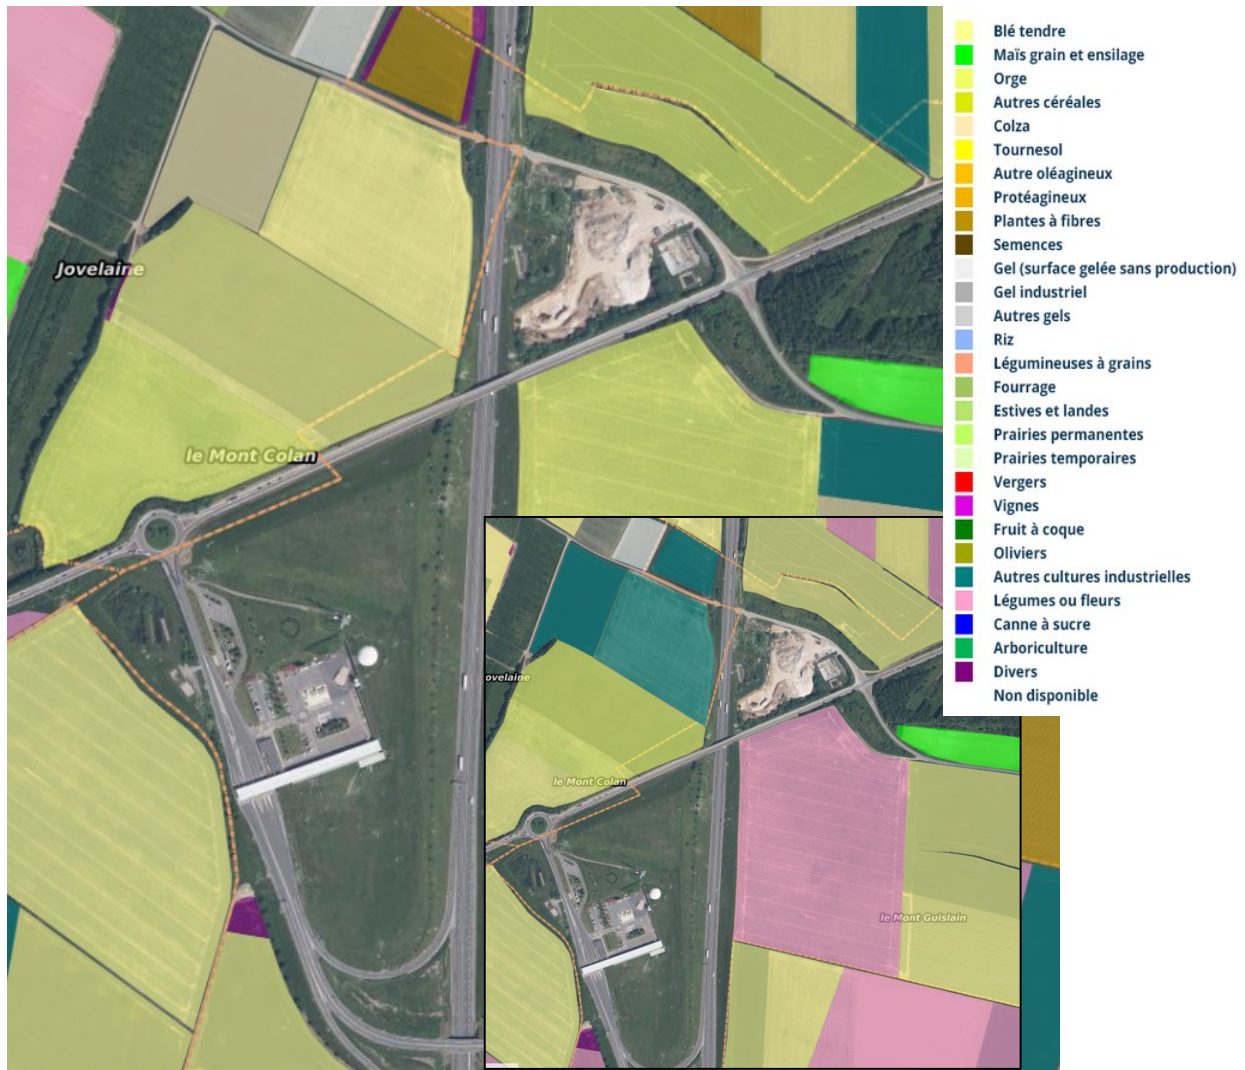 Blé tendre
Maïs grain et ensilage
Orge
Autres céréales
Colza
Tournesol
Autre oléagineux
Protéagineux
Plantes à fibres
Semences
Gel (surface gelée sans production)
Gel industriel
Autres gels
Riz
Légumineuses à grains
Fourrage
Estives et landes
Prairies permanentes
Prairies temporaires
Vergers
Vignes
Fruit à coque
Oliviers
Autres cultures industrielles
Légumes ou fleurs
Canne à sucre
Arboriculture
Divers
Non disponible
Jovelaine
le Mont Colan
ovelaine
le Mont Colan
le Mont Guislain